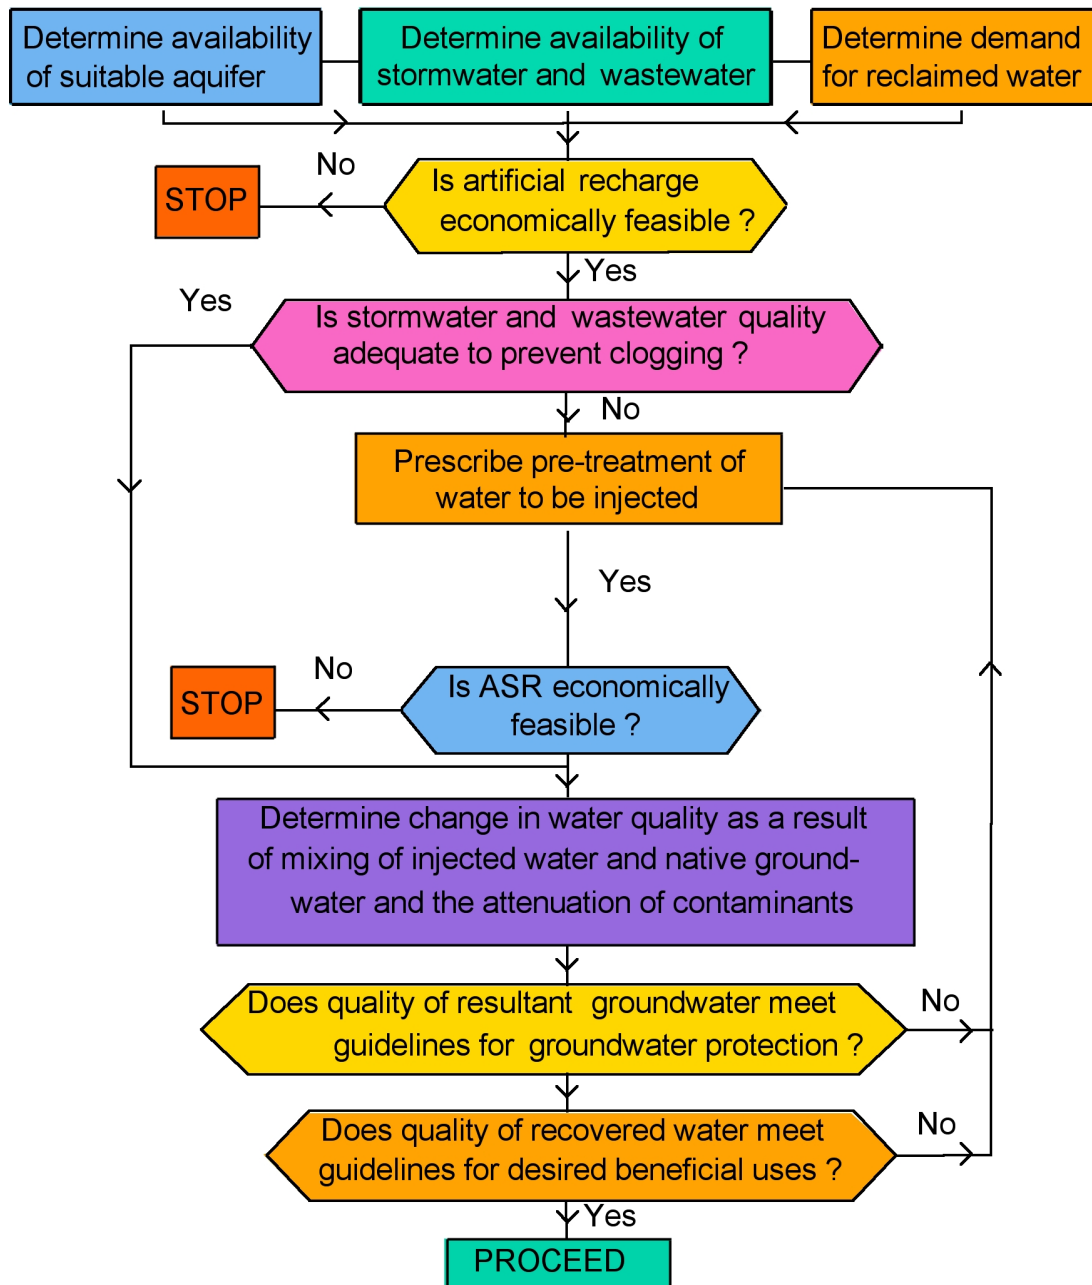 Determine availability
of suitable aquifer
Determine availability of
stormwater and wastewater
Determine demand
for reclaimed water
No
STOP
Is artificial recharge
economically feasible ?
Yes
Yes
Is stormwater and wastewater quality
adequate to prevent clogging ?
No
Prescribe pre-treatment of
water to be injected
Yes
No
STOP
Is ASR economically
feasible ?
Determine change in water quality as a result
of mixing of injected water and native ground-
water and the attenuation of contaminants
Does quality of resultant groundwater meet
guidelines for groundwater protection ?
No
Does quality of recovered water meet
guidelines for desired beneficial uses ?
No
Yes
PROCEED